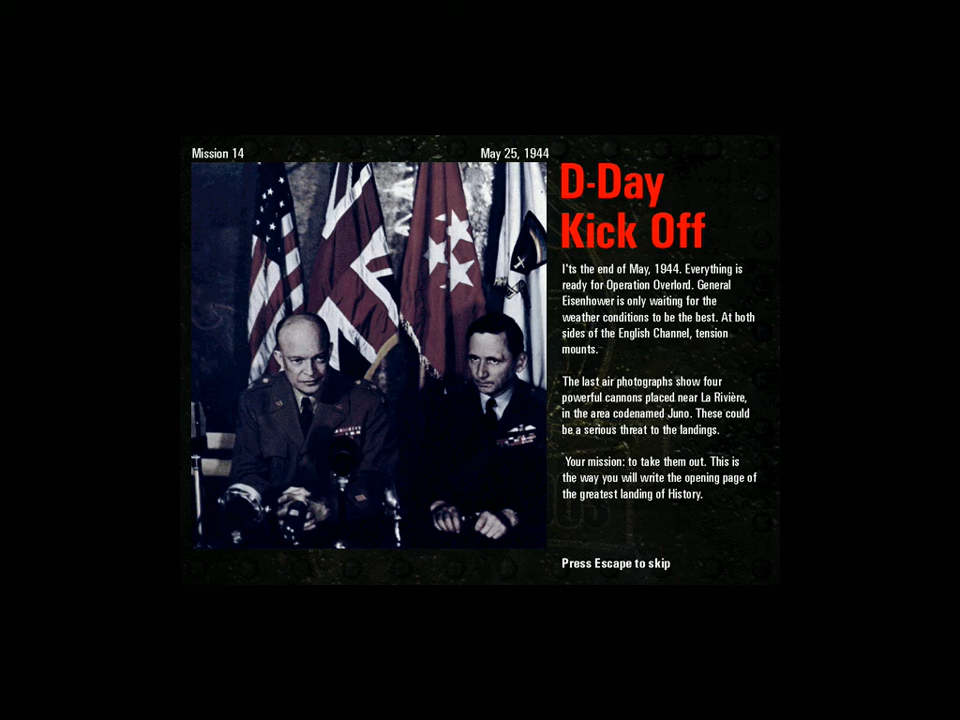 Mission 14
May 25, 1944
D-Day
Kick Off
I'ts the end of May, 1944. Everything is
ready for Operation Overlord. General
Eisenhower is only waiting for the
weather conditions to be the best. At both
sides of the English Channel, tension
mounts.
The last air photographs show four
powerful cannons placed near La Rivière,
in the area codenamed Juno. These could
be a serious threat to the landings.
Your mission: to take them out. This is
the way you will write the opening page of
the greatest landing of History.
Press Escape to skip